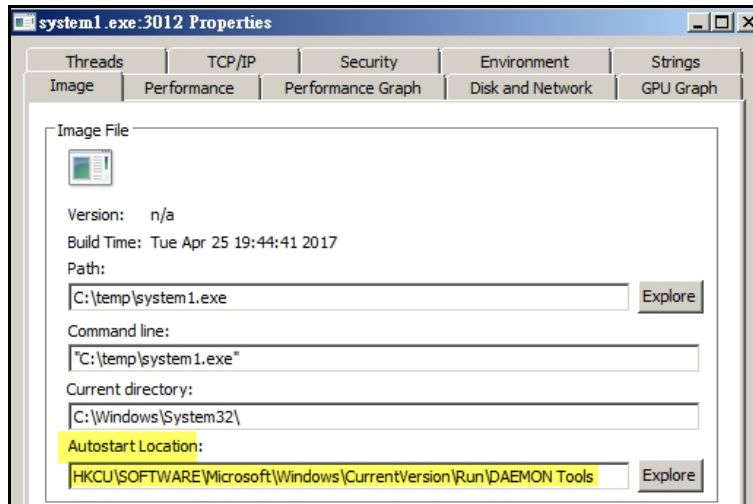 system1.exe:3012 Properties
Threads TCP/IP Security Environment Strings
Image Performance Performance Graph Disk and Network GPU Graph
Image File
Version: n/a
Build Time: Tue Apr 25 19:44:41 2017
Path:
C:\temp\system1.exe Explore
Command line:
"C:\temp\system1.exe"
Current directory:
C:\Windows\System32\
Autostart Location:
HKCU\SOFTWARE\Microsoft\Windows\CurrentVersion\Run\DAEMON Tools Explore